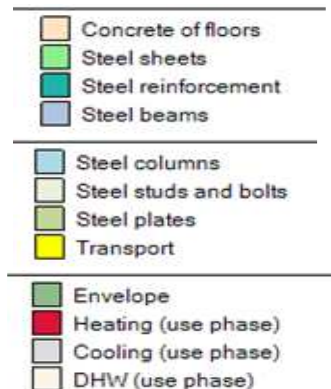 Concrete of floors
Steel sheets
Steel reinforcement
Steel beams
Steel columns
Steel studs and bolts
Steel plates
Transport
Envelope
Heating (use phase)
Cooling (use phase)
DHW (use phase)